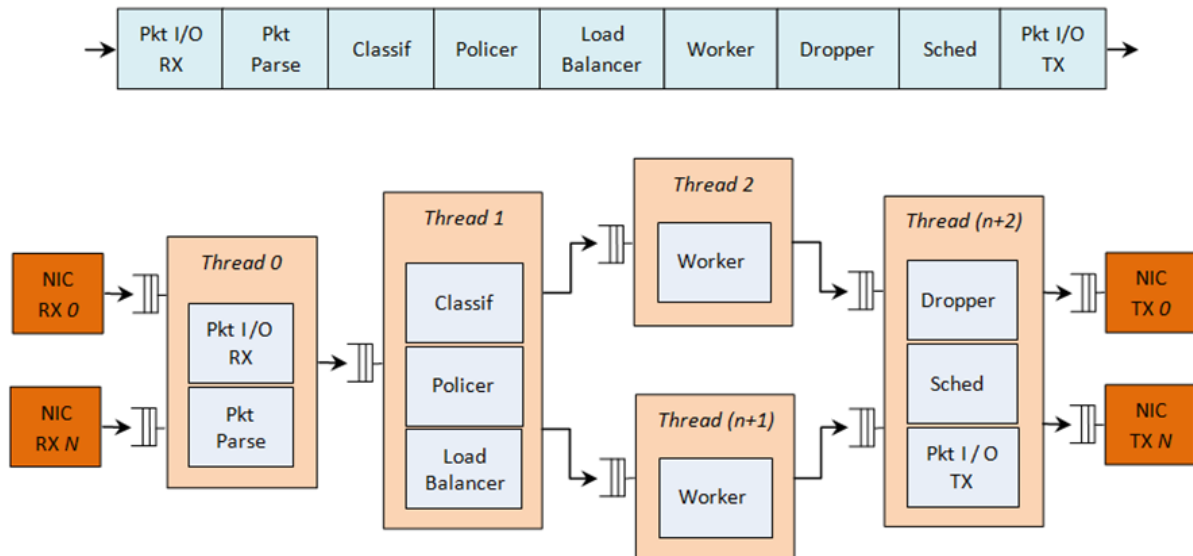 Pkt I/O
RX
Pkt
Parse
Classif
Policer
Load
Balancer
Worker
Dropper
Sched
Pkt I/O
TX
NIC
RX 0
NIC
RX N
Thread 0
Pkt I/O
RX
Pkt
Parse
Thread 1
Classif
Policer
Load
Balancer
Thread 2
Worker
Thread (n+1)
Worker
Thread (n+2)
Dropper
Sched
Pkt I / O
TX
NIC
TX 0
NIC
TX N